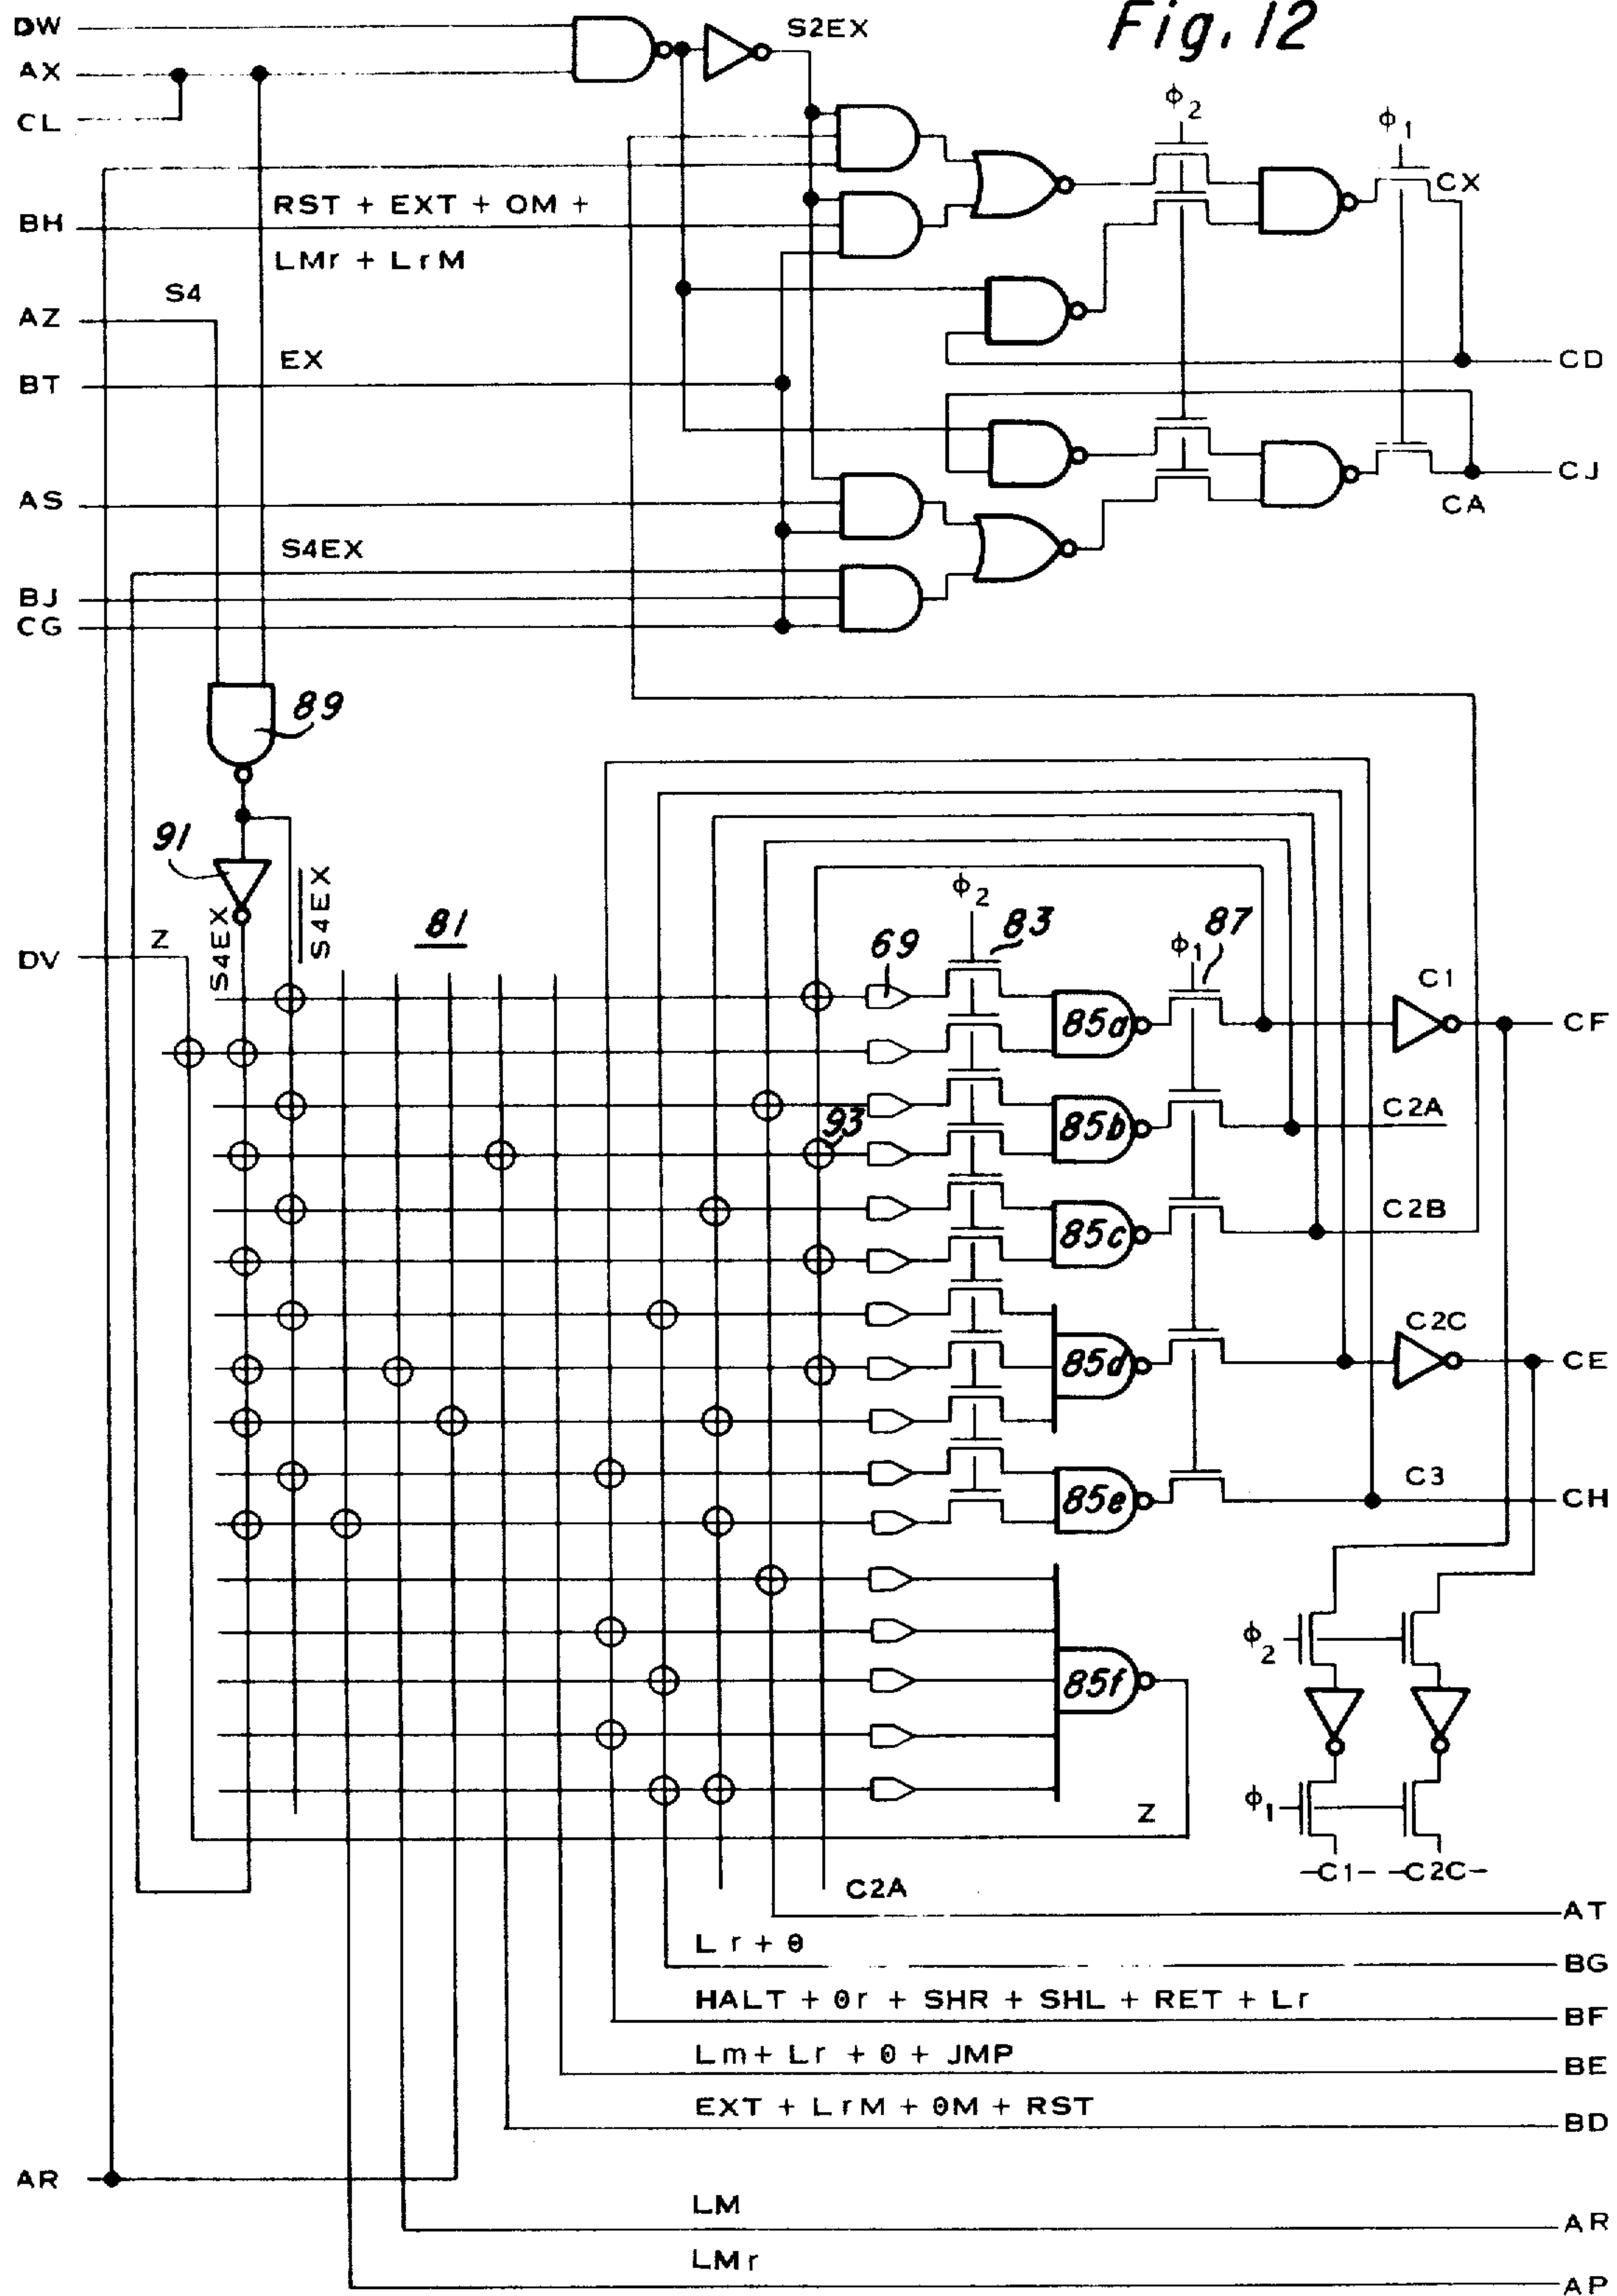 Fig. 12
DW
S2EX
AX
CL
ϕ2
ϕ1
CX
RST + EXT + OM +
BH
LMr + LrM
S4
AZ
EX
CD
BT
CJ
AS
CA
S4EX
BJ
CG
89
91
S4EX
S4EX
Z
DV
81
ϕ2
83
69
ϕ1
87
C1
85a
CF
C2A
93
85b
C2B
85c
C2C
85d
CE
C3
85e
CH
ϕ2
85f
Z
ϕ1
-C1- -C2C-
C2A
AT
Lr + θ
BG
HALT + θr + SHR + SHL + RET + Lr
BF
Lm + Lr + θ + JMP
BE
EXT + LrM + θM + RST
BD
AR
LM
AR
LMr
AP